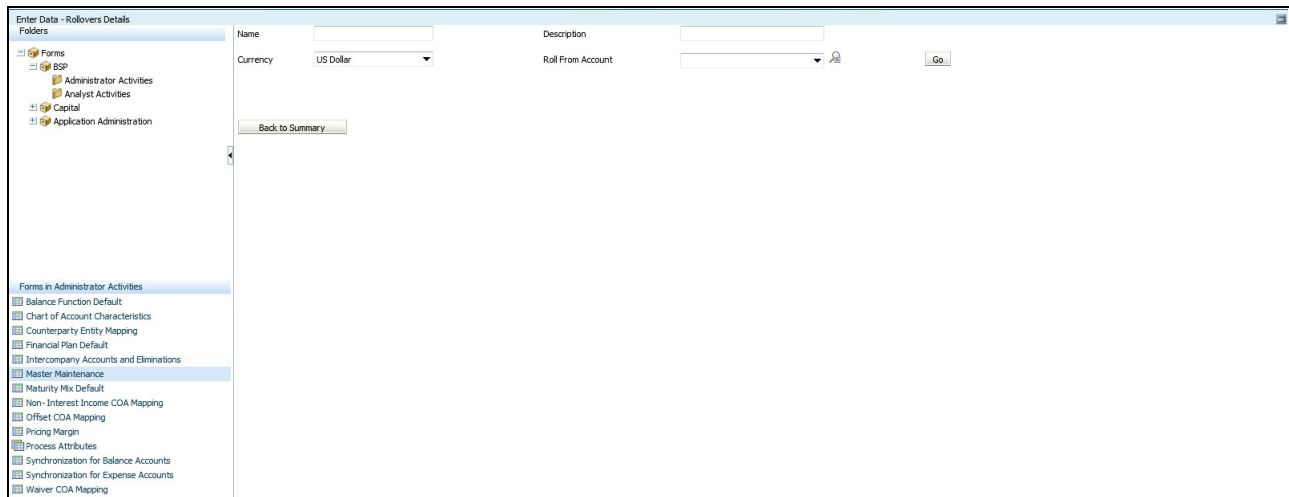 Enter Data - Rollovers Details
Folders
Forms
BSP
Administrator Activities
Analyst Activities
Capital
Application Administration
Name
Description
Currency US Dollar
Roll From Account
Go
Back to Summary
Forms in Administrator Activities
Balance Function Default
Chart of Account Characteristics
Counterparty Entity Mapping
Financial Plan Default
Intercompany Accounts and Eliminations
Master Maintenance
Maturity Mix Default
Non- Interest Income COA Mapping
Offset COA Mapping
Pricing Margin
Process Attributes
Synchronization for Balance Accounts
Synchronization for Expense Accounts
Waiver COA Mapping